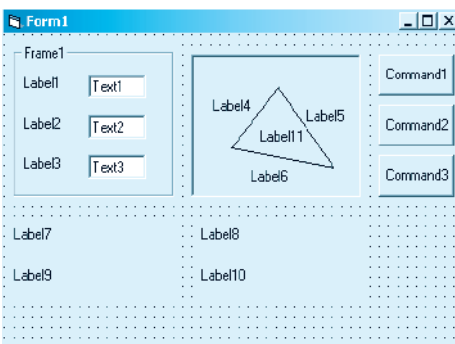 Form1
Frame1
Label1 Text1
Label2 Text2
Label3 Text3
Label4
Label5
Label11
Label6
Command1
Command2
Command3
Label7 Label8
Label9 Label10